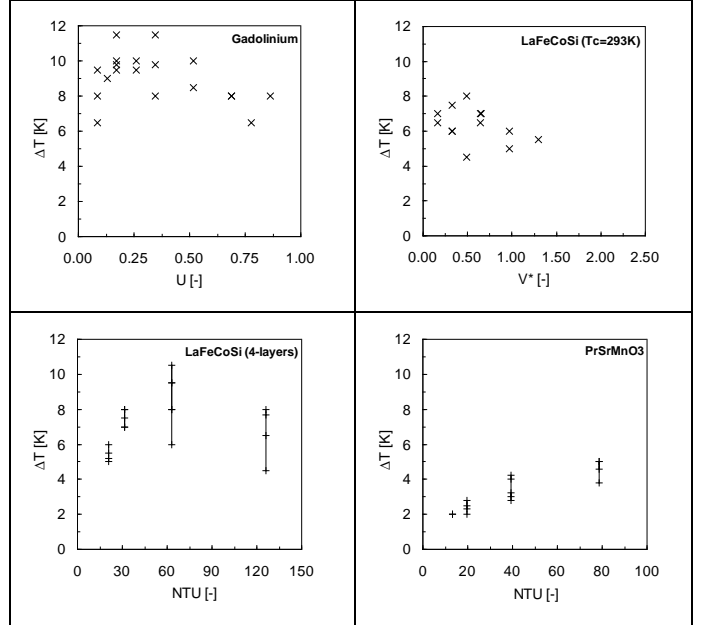 Gadolinium
12
10
8
6
4
2
0
ΔT [K]
0.00 0.25 0.50 0.75 1.00
U [-]
LaFeCoSi (Tc=293K)
12
10
8
6
4
2
0
ΔT [K]
0.00 0.50 1.00 1.50 2.00 2.50
V* [-]
LaFeCoSi (4-layers)
12
10
8
6
4
2
0
ΔT [K]
0 30 60 90 120 150
NTU [-]
PrSrMnO3
12
10
8
6
4
2
0
ΔT [K]
0 20 40 60 80 100
NTU [-]